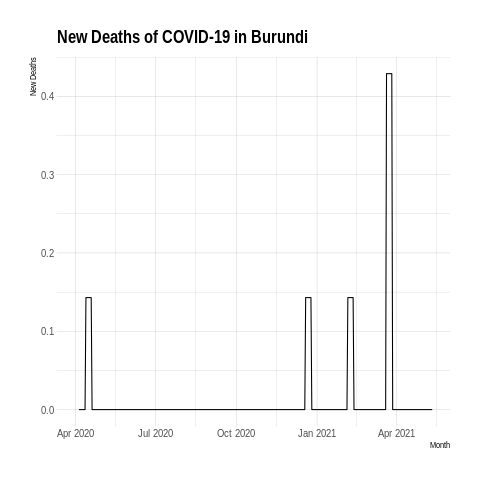 New Deaths of COVID-19 in Burundi
New Deaths
0.4
0.3
0.2
0.1
0.0
Apr 2020 Jul 2020 Oct 2020 Jan 2021 Apr 2021
Month